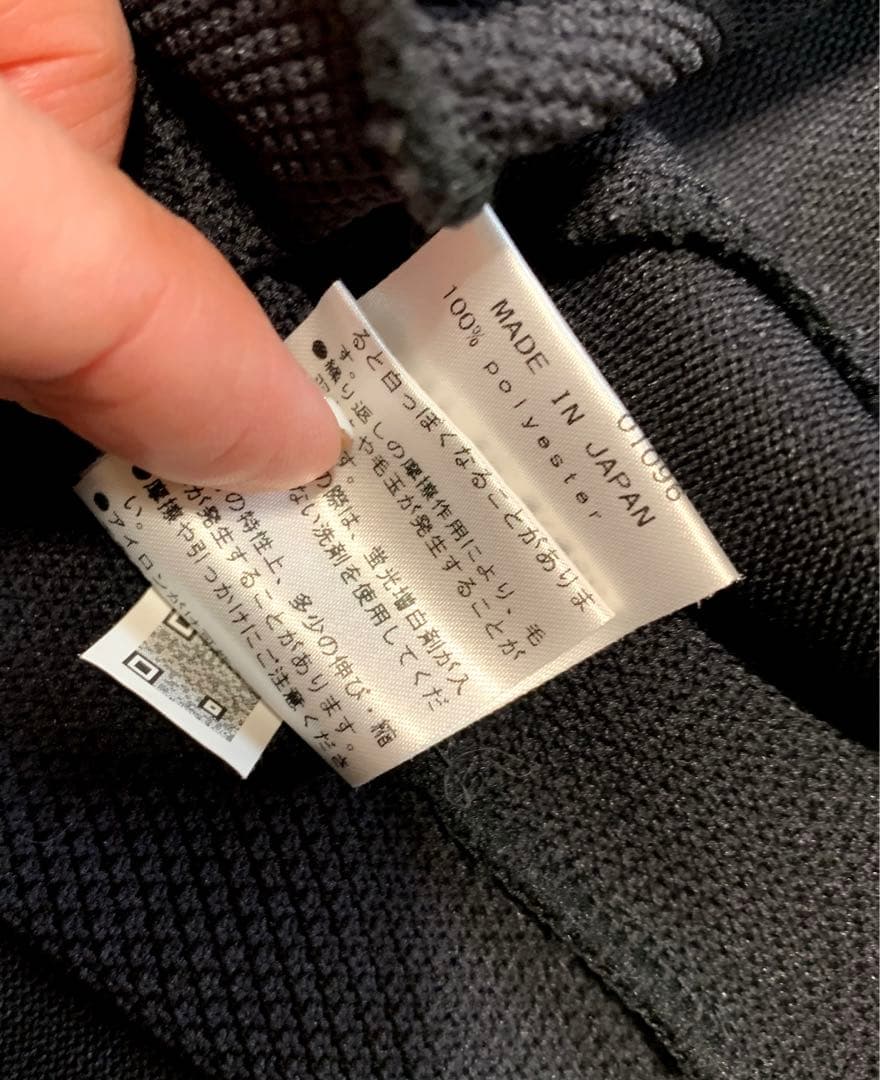 MADE IN JAPAN
100% polyester
と白っぽくなることがありま
す。
り返しの摩擦作用により、毛
や毛玉が発生することが
す。
の際は、蛍光増白剤が入
ない洗剤を使用してくだ
の特性上、多少の伸び・縮
が発生することがあります。
摩擦や引っかけにご注意くださ
い。
アイロン